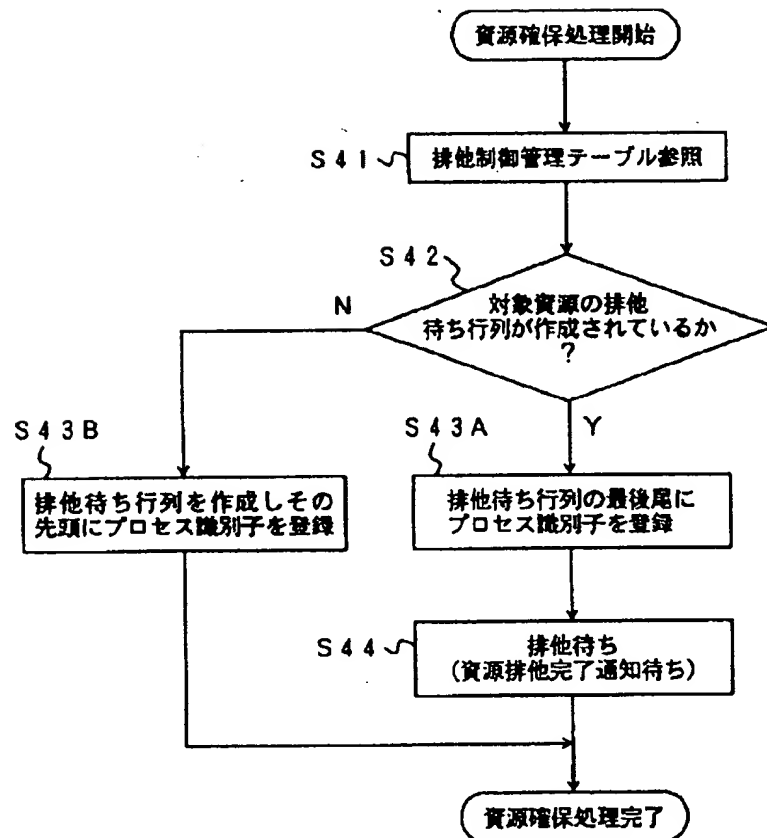 資源確保処理開始
S41
排他制御管理テーブル参照
S42
対象資源の排他
待ち行列が作成されているか
?
N
Y
S43B
排他待ち行列を作成しその
先頭にプロセス識別子を登録
S43A
排他待ち行列の最後尾に
プロセス識別子を登録
S44
排他待ち
(資源排他完了通知待ち)
資源確保処理完了